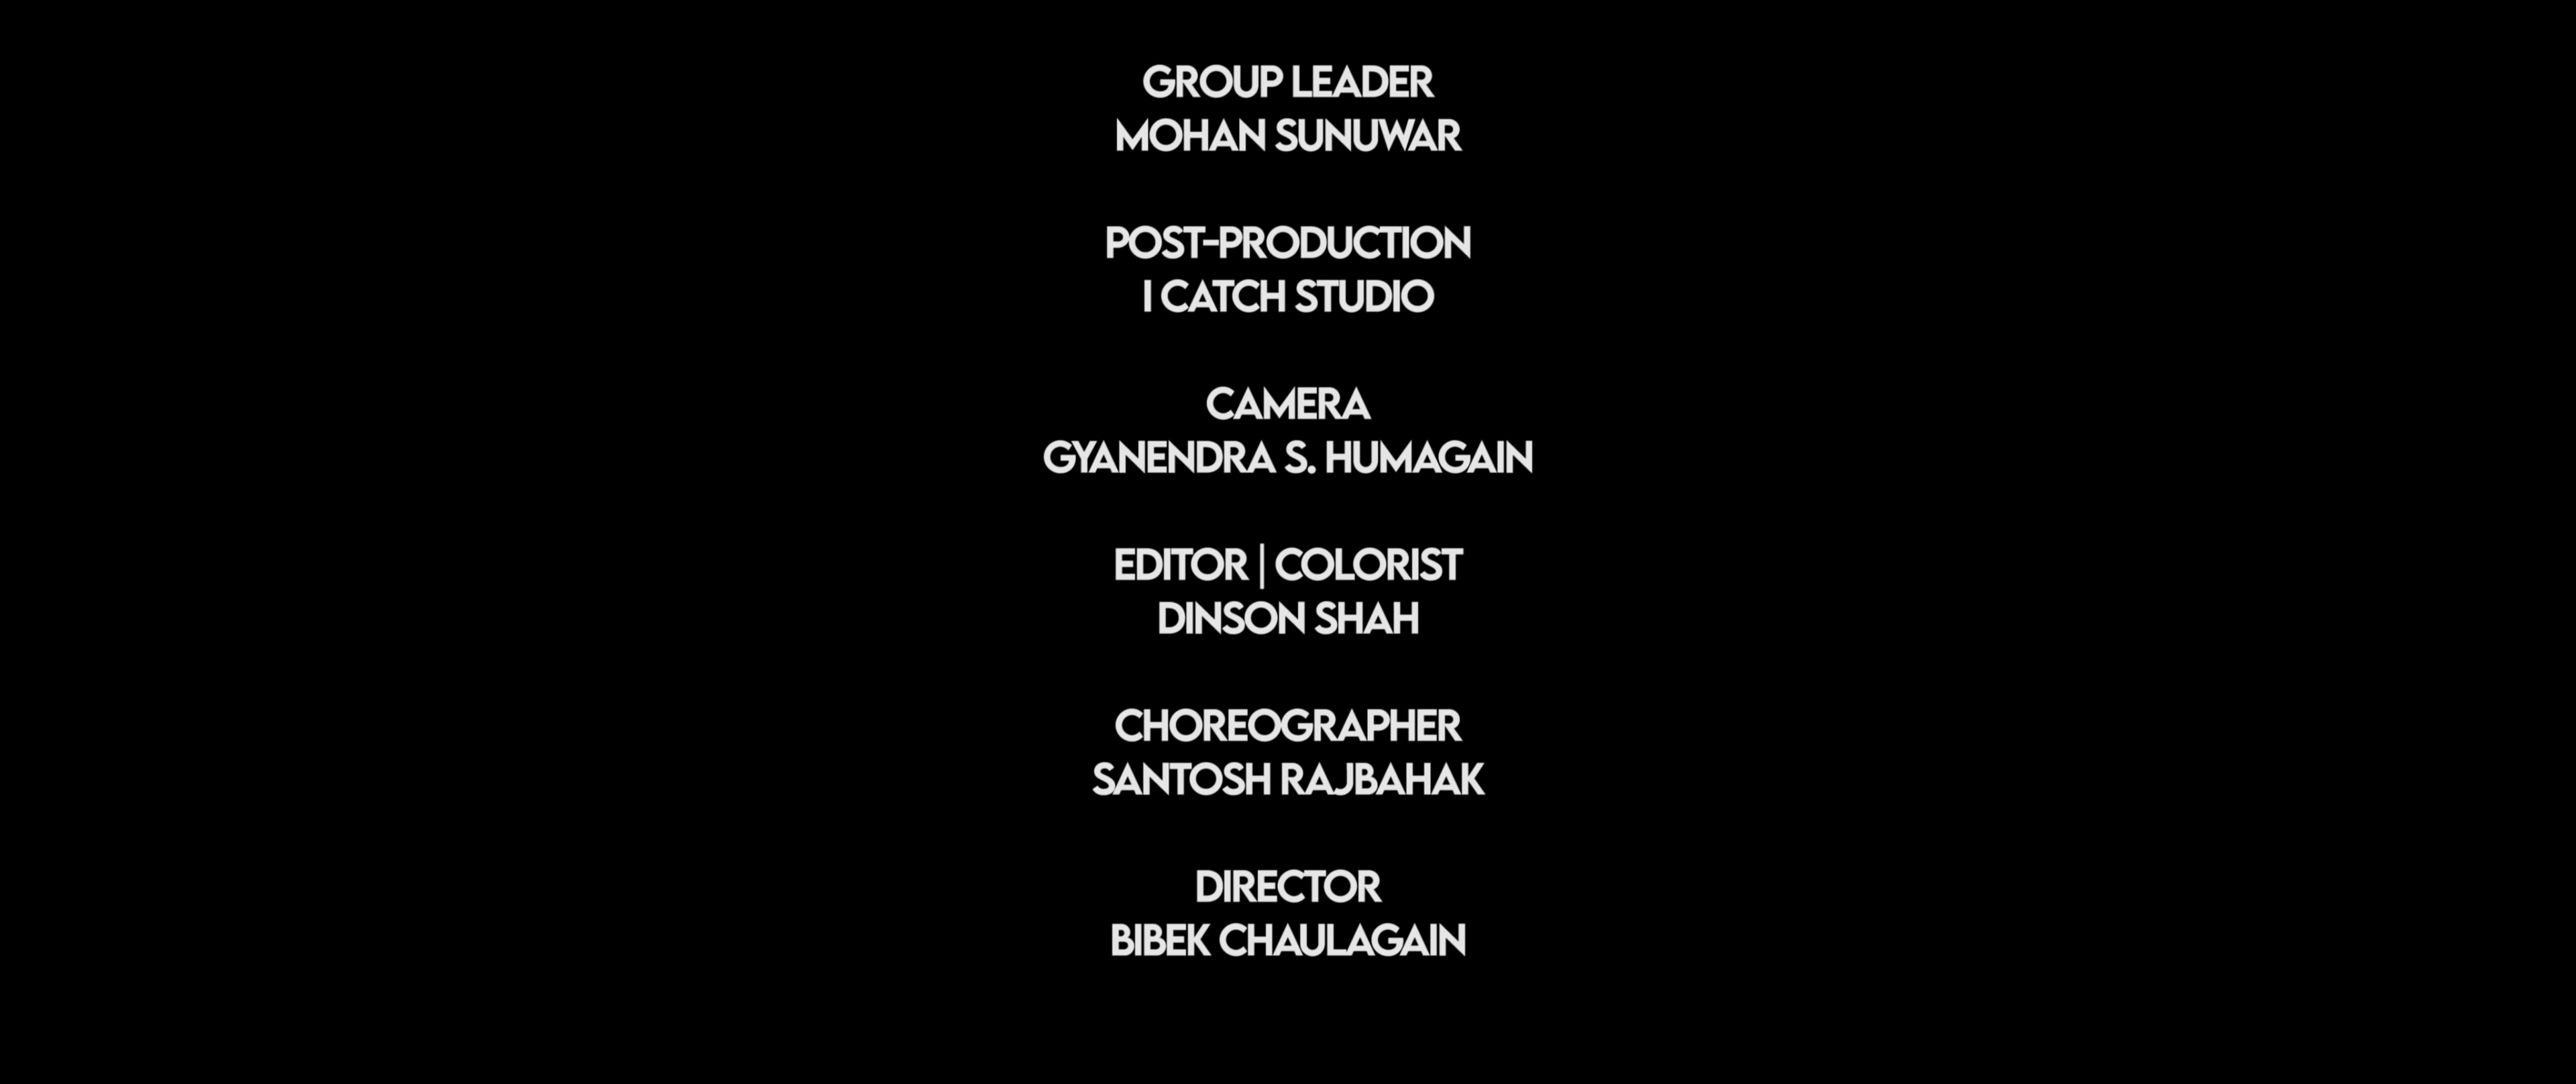 GROUP LEADER
MOHAN SUNUWAR
POST-PRODUCTION
I CATCH STUDIO
CAMERA
GYANENDRA S. HUMAGAIN
EDITOR | COLORIST
DINSON SHAH
CHOREOGRAPHER
SANTOSH RAJBAHAK
DIRECTOR
BIBEK CHAULAGAIN